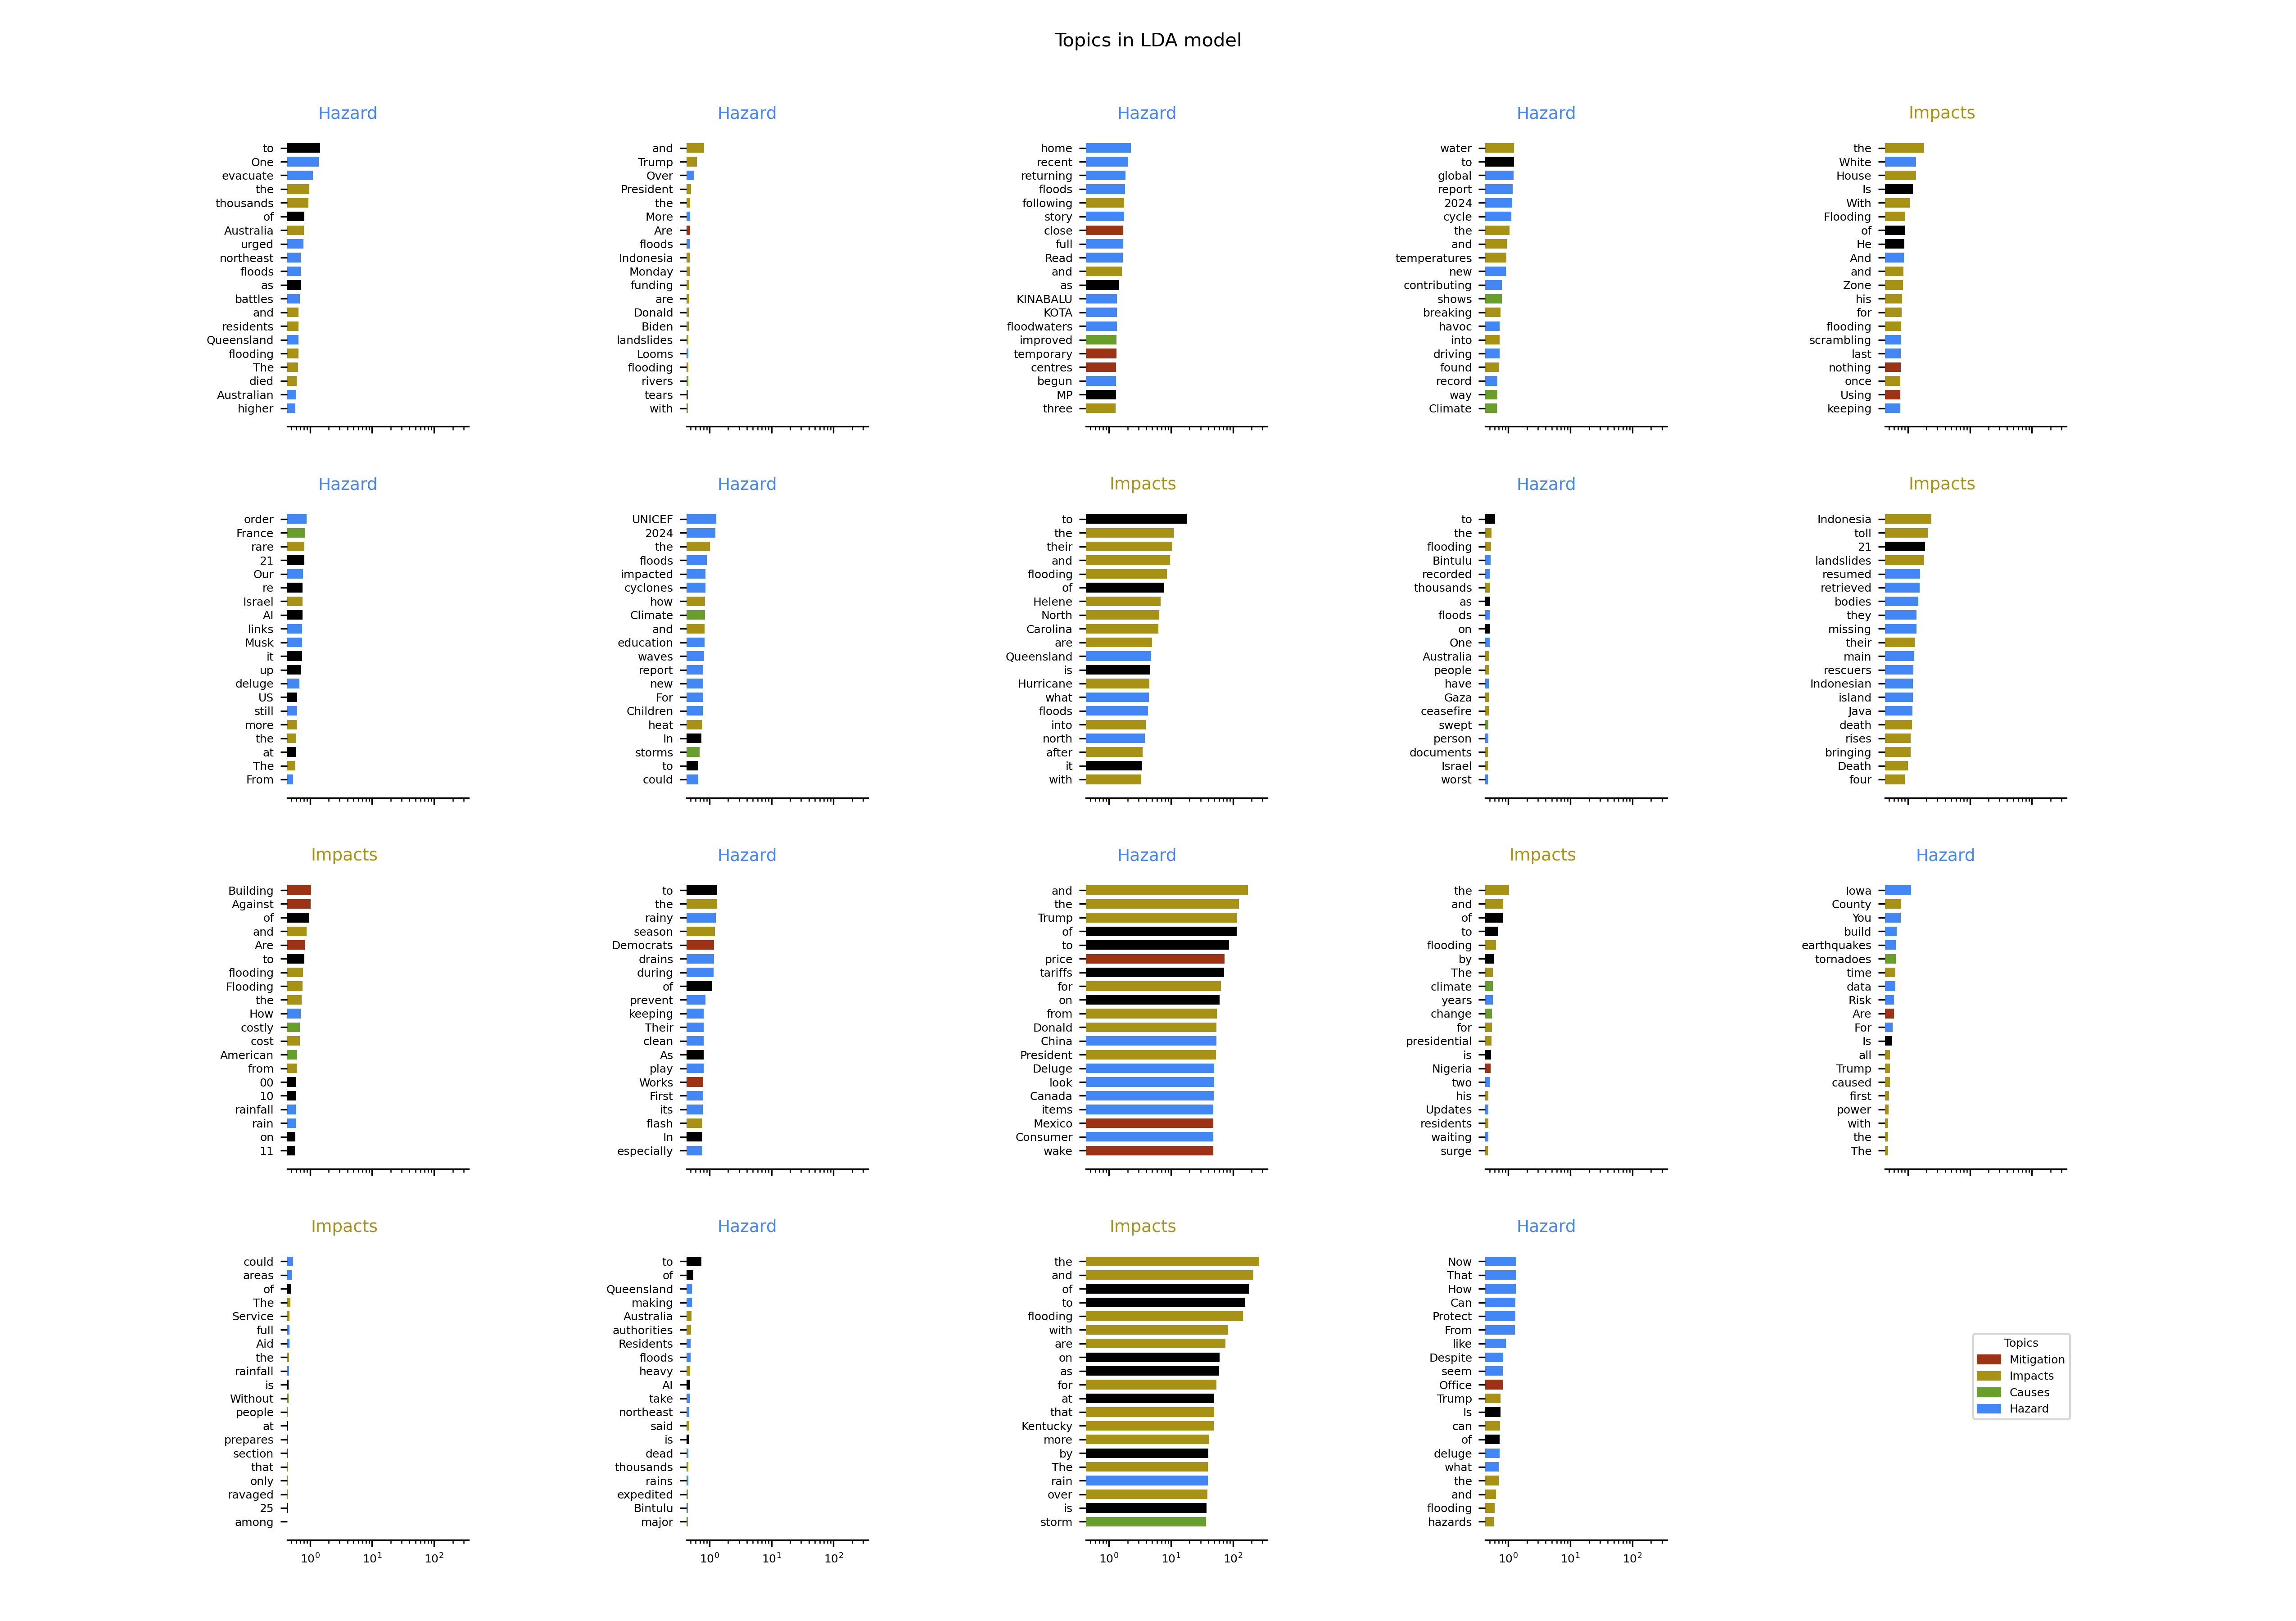 Topics in LDA model
Hazard
to
One
evacuate
the
thousands
of
Australia
urged
northeast
floods
as
battles
and
residents
Queensland
flooding
The
died
Australian
higher
Hazard
and
Trump
Over
President
the
More
Are
floods
Indonesia
Monday
funding
are
Donald
Biden
landslides
Looms
flooding
rivers
tears
with
Hazard
home
recent
returning
floods
following
story
close
full
Read
and
as
KINABALU
KOTA
floodwaters
improved
temporary
centres
begun
MP
three
Hazard
water
to
global
report
2024
cycle
the
and
temperatures
new
contributing
shows
breaking
havoc
into
driving
found
record
way
Climate
Impacts
the
White
House
Is
With
Flooding
of
He
And
and
Zone
his
for
flooding
scrambling
last
nothing
once
Using
keeping
Hazard
order
France
rare
21
Our
re
Israel
AI
links
Musk
it
up
deluge
US
still
more
the
at
The
From
Hazard
UNICEF
2024
the
floods
impacted
cyclones
how
Climate
and
education
waves
report
new
For
Children
heat
In
storms
to
could
Impacts
to
the
their
and
flooding
of
Helene
North
Carolina
are
Queensland
is
Hurricane
what
floods
into
north
after
it
with
Hazard
to
the
flooding
Bintulu
recorded
thousands
as
floods
on
One
Australia
people
have
Gaza
ceasefire
swept
person
documents
Israel
worst
Impacts
Indonesia
toll
21
landslides
resumed
retrieved
bodies
they
missing
their
main
rescuers
Indonesian
island
Java
death
rises
bringing
Death
four
Impacts
Building
Against
of
and
Are
to
flooding
Flooding
the
How
costly
cost
American
from
00
10
rainfall
rain
on
11
Hazard
to
the
rainy
season
Democrats
drains
during
of
prevent
keeping
Their
clean
As
play
Works
First
its
flash
In
especially
Hazard
and
the
Trump
of
to
price
tariffs
for
on
from
Donald
China
President
Deluge
look
Canada
items
Mexico
Consumer
wake
Impacts
the
and
of
to
flooding
by
The
climate
years
change
for
presidential
is
Nigeria
two
his
Updates
residents
waiting
surge
Hazard
Iowa
County
You
build
earthquakes
tornadoes
time
data
Risk
Are
For
Is
all
Trump
caused
first
power
with
the
The
Impacts
could
areas
of
The
Service
full
Aid
the
rainfall
is
Without
people
at
prepares
section
that
only
ravaged
25
among
10⁰ 10¹ 10²
Hazard
to
of
Queensland
making
Australia
authorities
Residents
floods
heavy
AI
take
northeast
said
is
dead
thousands
rains
expedited
Bintulu
major
10⁰ 10¹ 10²
Impacts
the
and
of
to
flooding
with
are
on
as
for
at
that
Kentucky
more
by
The
rain
over
is
storm
10⁰ 10¹ 10²
Hazard
Now
That
How
Can
Protect
From
like
Despite
seem
Office
Trump
Is
can
of
deluge
what
the
and
flooding
hazards
10⁰ 10¹ 10²
Topics
Mitigation
Impacts
Causes
Hazard